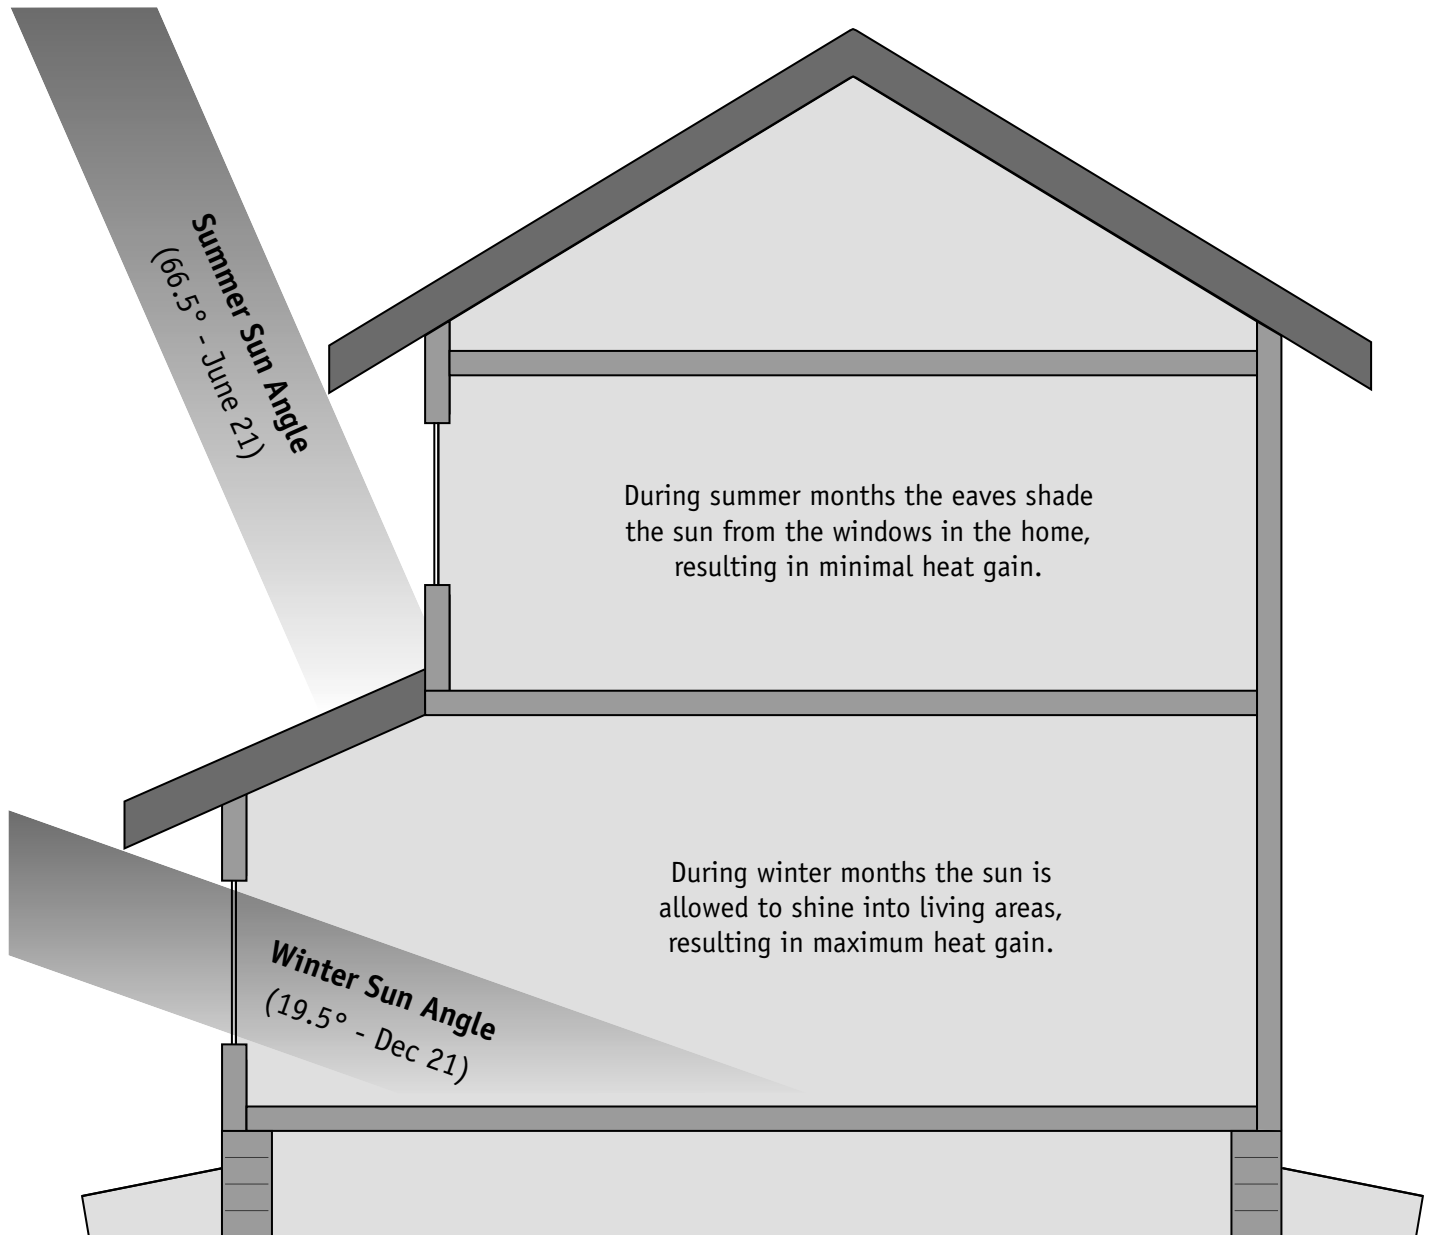 Summer Sun Angle
(66.5° - June 21)
During summer months the eaves shade
the sun from the windows in the home,
resulting in minimal heat gain.
During winter months the sun is
allowed to shine into living areas,
resulting in maximum heat gain.
Winter Sun Angle
(19.5° - Dec 21)